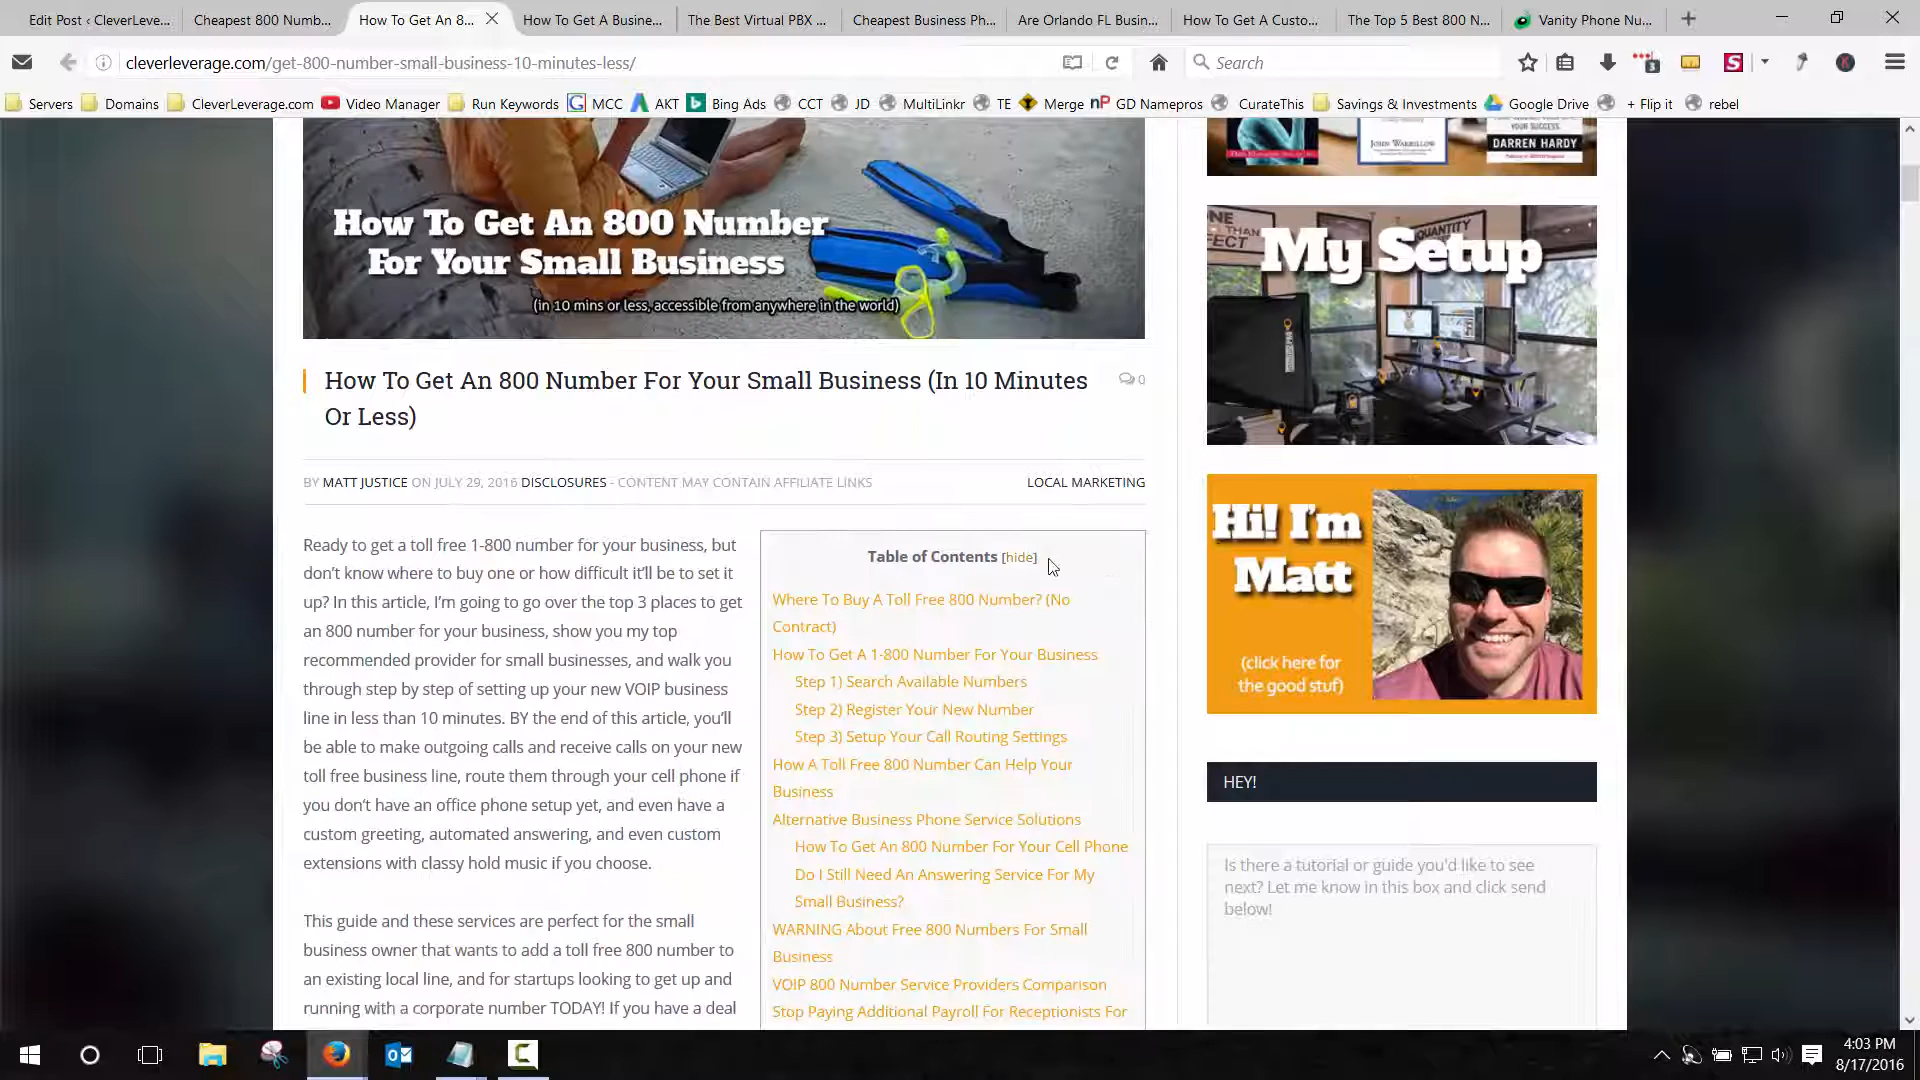 Edit Post ‹ CleverLeve...
Cheapest 800 Numb...
How To Get An 8...
How To Get A Busine...
The Best Virtual PBX ...
Cheapest Business Ph...
Are Orlando FL Busin...
How To Get A Custo...
The Top 5 Best 800 N...
Vanity Phone Nu...
cleverleverage.com/get-800-number-small-business-10-minutes-less/
Search
3
S
K
Servers
Domains
CleverLeverage.com
Video Manager
Run Keywords
MCC
AKT
Bing Ads
CCT
JD
MultiLinkr
TE
Merge
GD Namepros
CurateThis
Savings & Investments
Google Drive
+ Flip it
rebel
How To Get An 800 Number
For Your Small Business
(in 10 mins or less, accessible from anywhere in the world)
How To Get An 800 Number For Your Small Business (In 10 Minutes
Or Less)
0
BY MATT JUSTICE ON JULY 29, 2016 DISCLOSURES - CONTENT MAY CONTAIN AFFILIATE LINKS
LOCAL MARKETING
Ready to get a toll free 1-800 number for your business, but
don't know where to buy one or how difficult it'll be to set it
up? In this article, I'm going to go over the top 3 places to get
an 800 number for your business, show you my top
recommended provider for small businesses, and walk you
through step by step of setting up your new VOIP business
line in less than 10 minutes. BY the end of this article, you'll
be able to make outgoing calls and receive calls on your new
toll free business line, route them through your cell phone if
you don't have an office phone setup yet, and even have a
custom greeting, automated answering, and even custom
extensions with classy hold music if you choose.
This guide and these services are perfect for the small
business owner that wants to add a toll free 800 number to
an existing local line, and for startups looking to get up and
running with a corporate number TODAY! If you have a deal
Table of Contents [hide]
Where To Buy A Toll Free 800 Number? (No
Contract)
How To Get A 1-800 Number For Your Business
Step 1) Search Available Numbers
Step 2) Register Your New Number
Step 3) Setup Your Call Routing Settings
How A Toll Free 800 Number Can Help Your
Business
Alternative Business Phone Service Solutions
How To Get An 800 Number For Your Cell Phone
Do I Still Need An Answering Service For My
Small Business?
WARNING About Free 800 Numbers For Small
Business
VOIP 800 Number Service Providers Comparison
Stop Paying Additional Payroll For Receptionists For
JOHN WARRILLOW
YOUR SUCCESS.
DARREN HARDY
ONE
THAN
FECT
QUANTITY
My Setup
Hi! I'm
Matt
(click here for
the good stuf)
HEY!
Is there a tutorial or guide you'd like to see
next? Let me know in this box and click send
below!
4:03 PM
8/17/2016